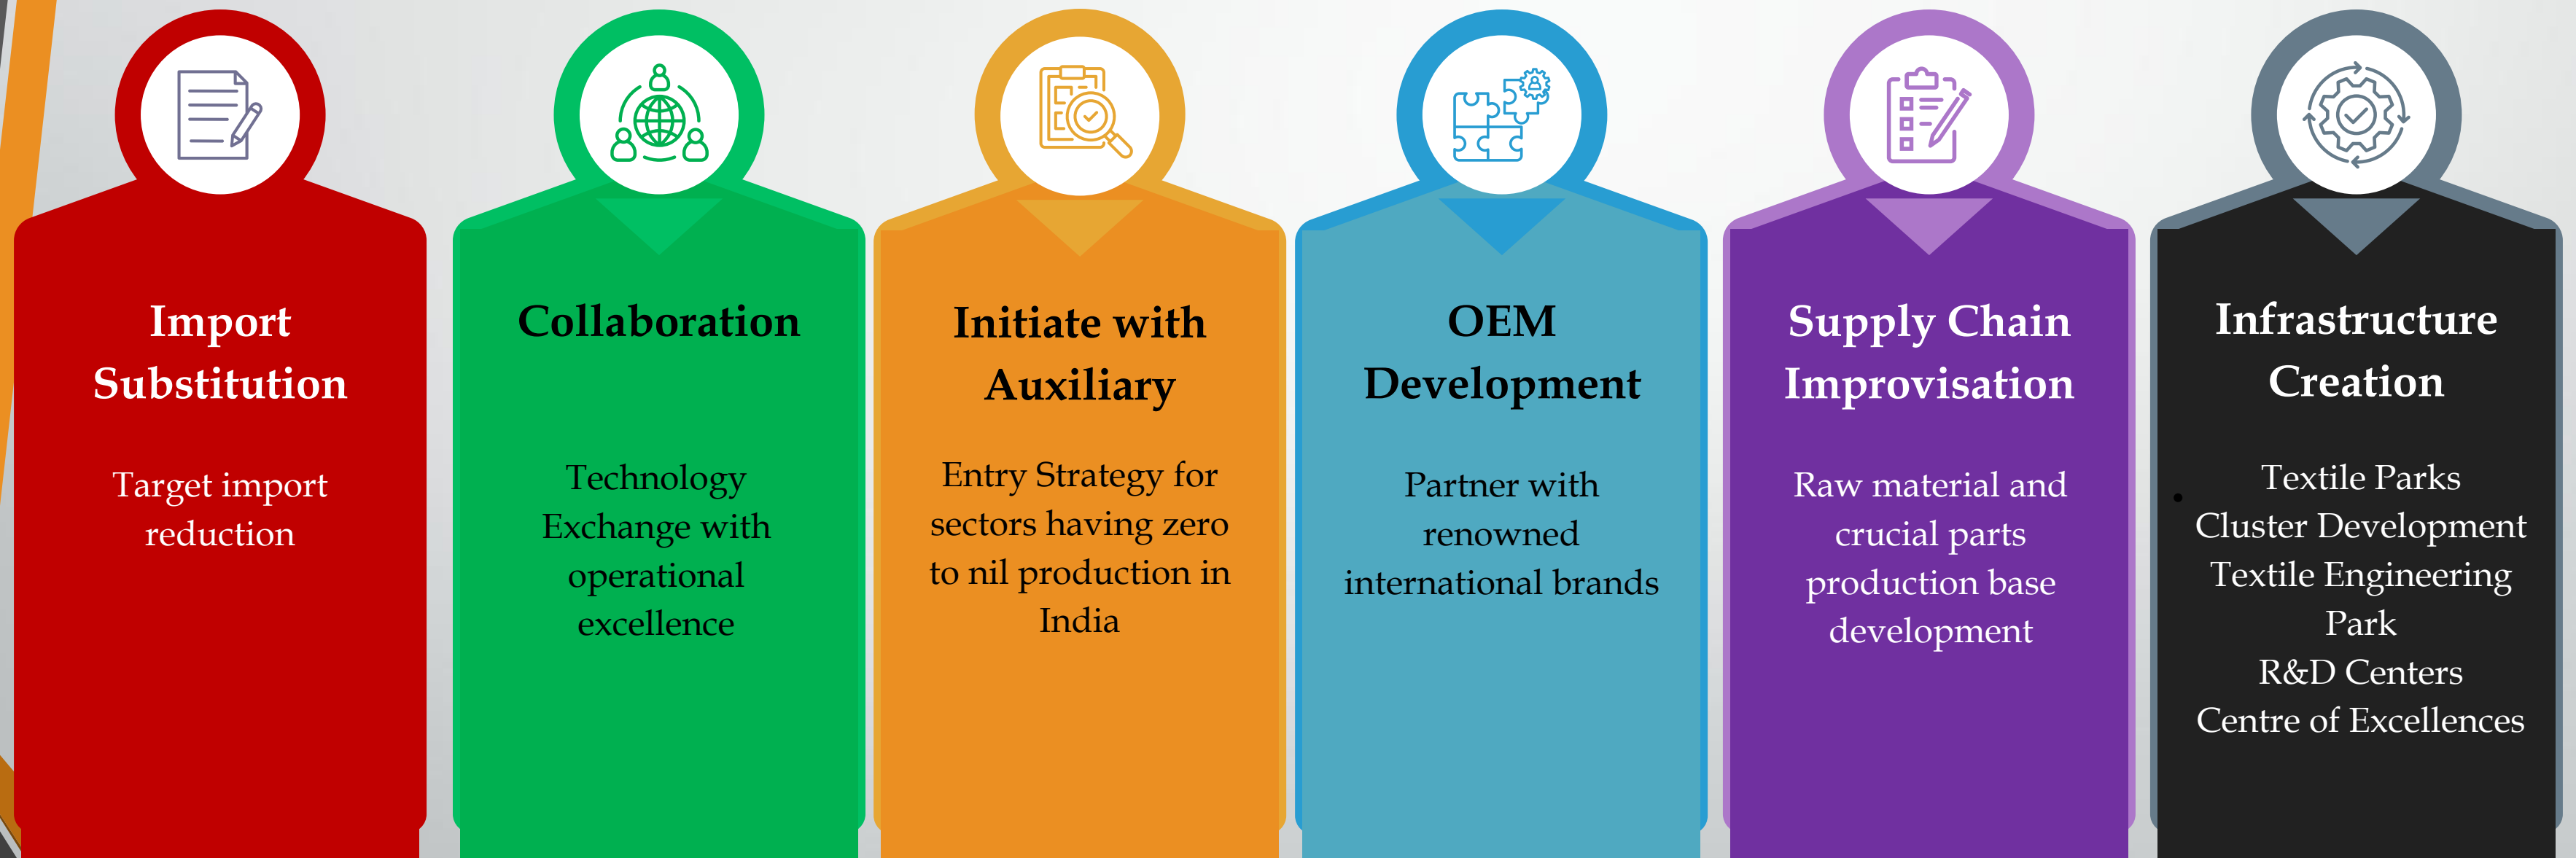 Import
Substitution
Target import
reduction
Collaboration
Technology
Exchange with
operational
excellence
Initiate with
Auxiliary
Entry Strategy for
sectors having zero
to nil production in
India
OEM
Development
Partner with
renowned
international brands
Supply Chain
Improvisation
Raw material and
crucial parts
production base
development
Infrastructure
Creation
• Textile Parks
Cluster Development
Textile Engineering
Park
R&D Centers
Centre of Excellences